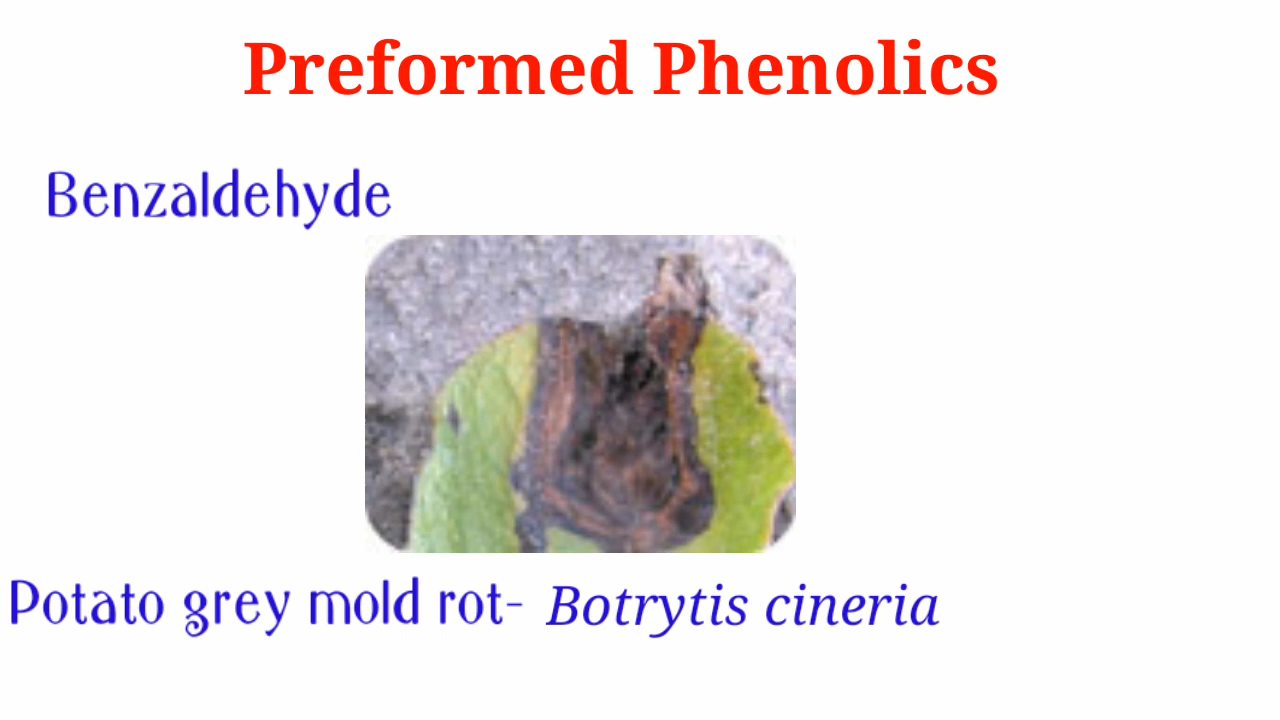 Preformed Phenolics
Benzaldehyde
Potato grey mold rot- Botrytis cineria